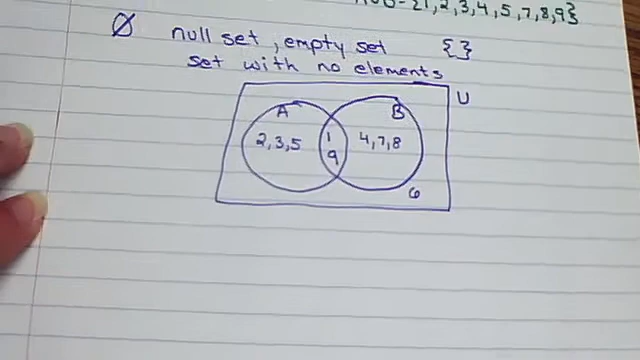 = {1,2,3,4,5,7,8,9}
Ø null set, empty set { }
set with no elements
U
A B
2,3,5 1 4,7,8
9
6